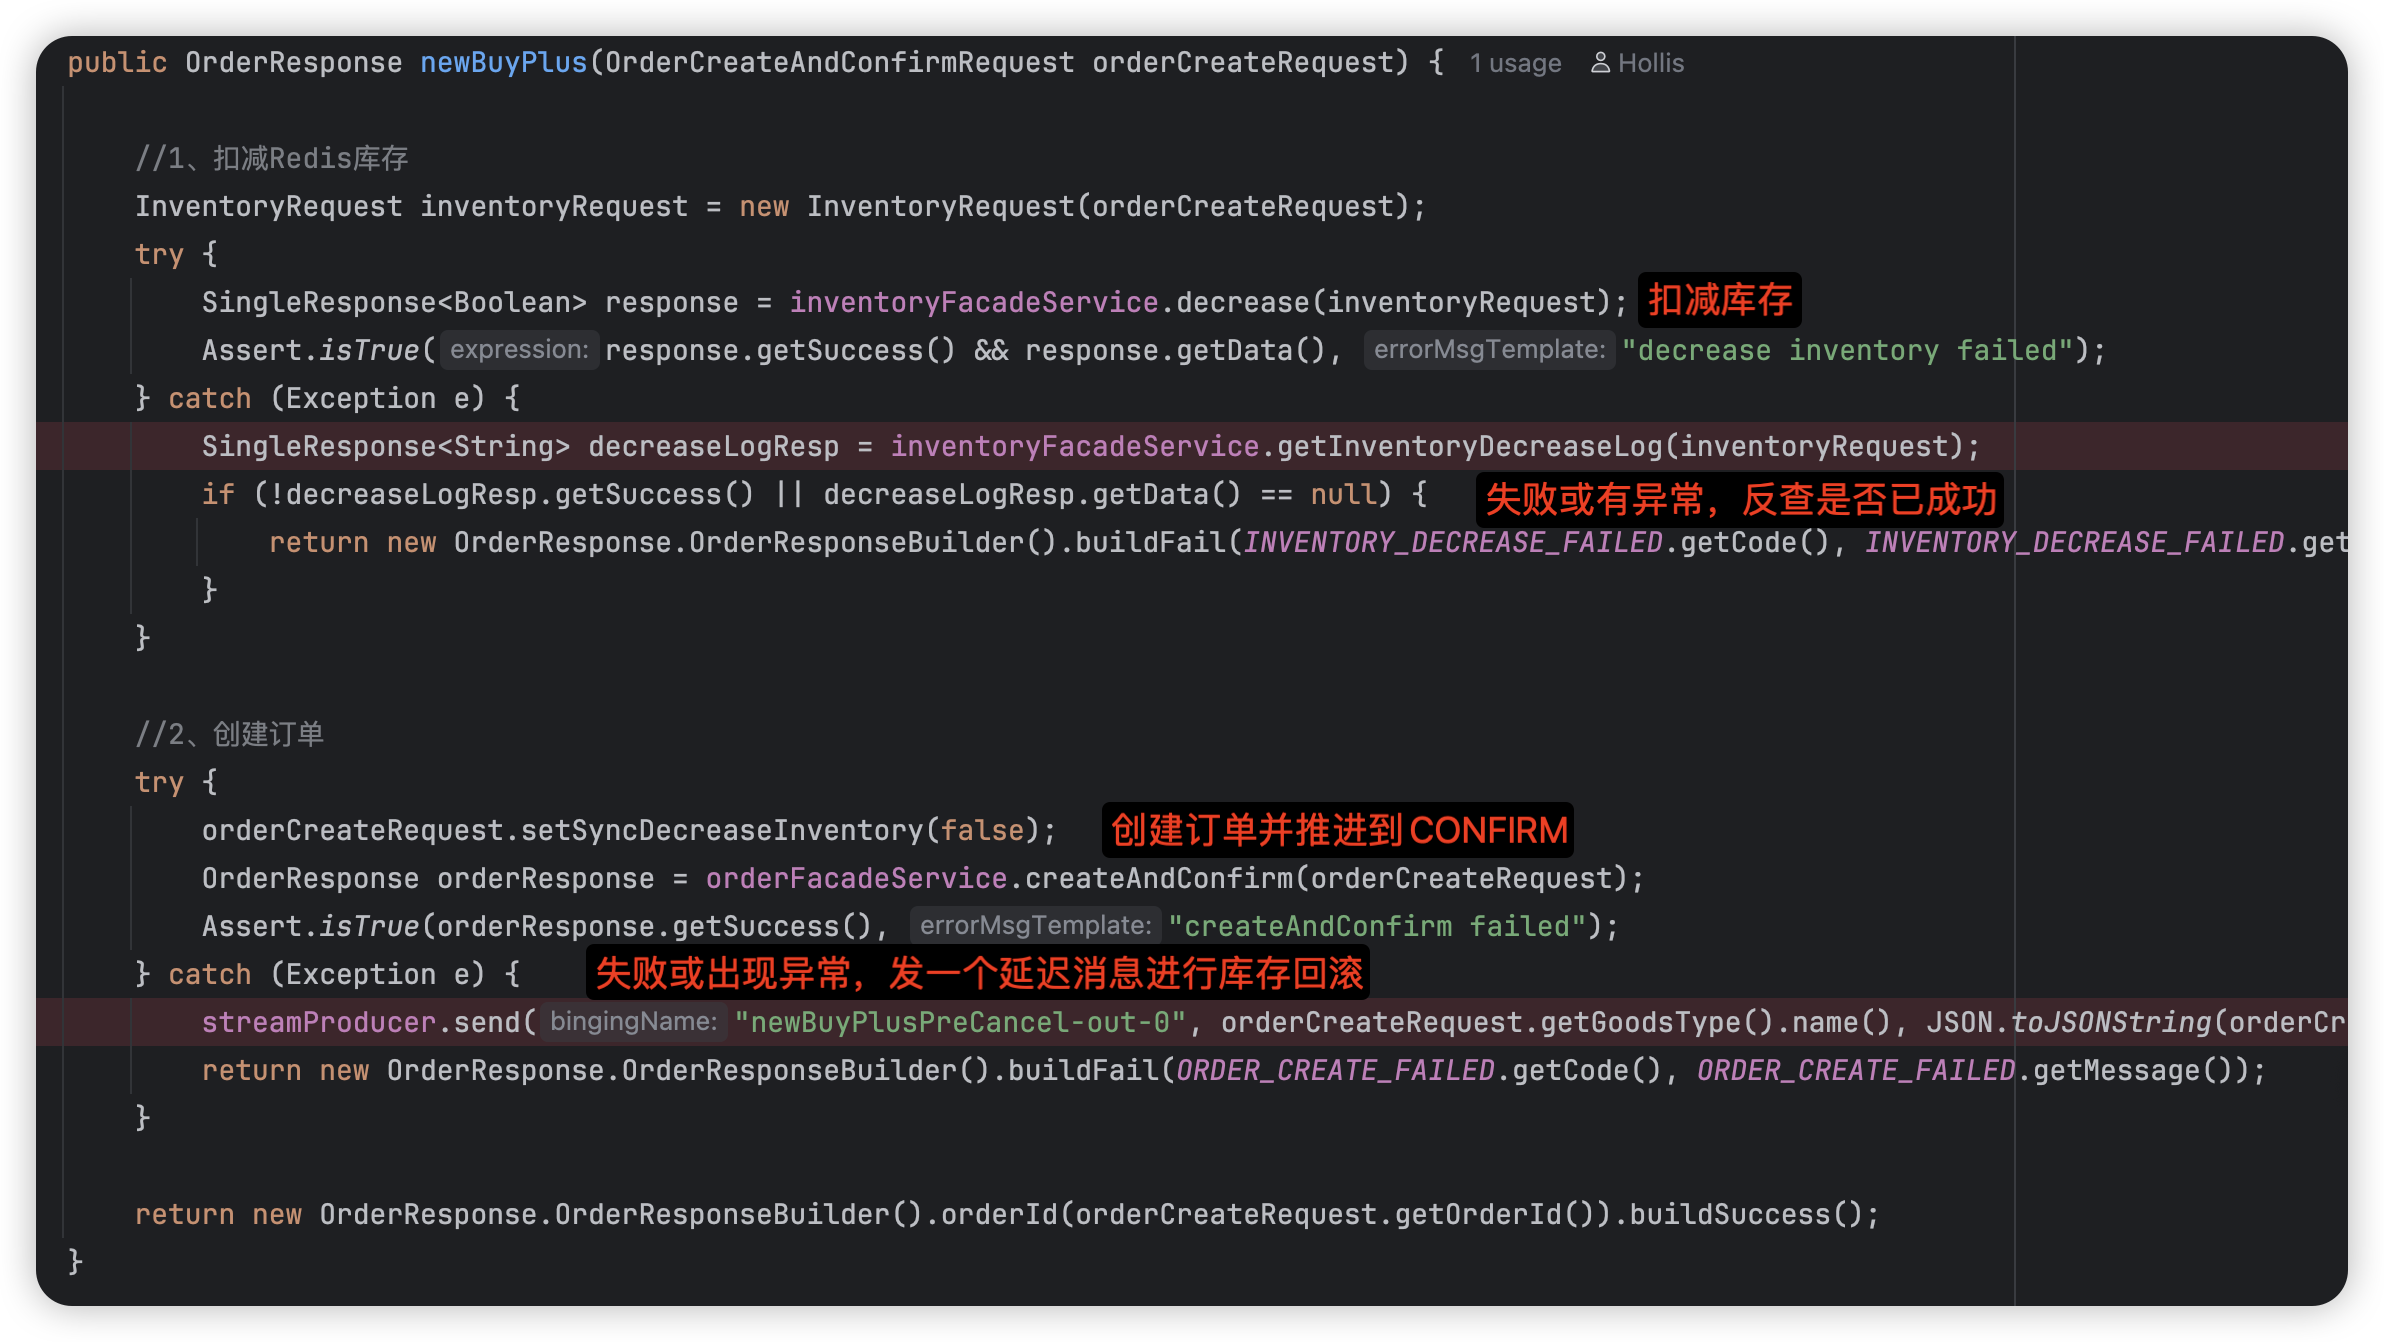 public OrderResponse newBuyPlus(OrderCreateAndConfirmRequest orderCreateRequest) { 1 usage Hollis
//1、扣减Redis库存
InventoryRequest inventoryRequest = new InventoryRequest(orderCreateRequest);
try {
SingleResponse<Boolean> response = inventoryFacadeService.decrease(inventoryRequest); 扣减库存
Assert.isTrue( expression: response.getSuccess() && response.getData(), errorMsgTemplate: "decrease inventory failed");
} catch (Exception e) {
SingleResponse<String> decreaseLogResp = inventoryFacadeService.getInventoryDecreaseLog(inventoryRequest);
if (!decreaseLogResp.getSuccess() || decreaseLogResp.getData() == null) { 失败或有异常，反查是否已成功
return new OrderResponse.OrderResponseBuilder().buildFail(INVENTORY_DECREASE_FAILED.getCode(), INVENTORY_DECREASE_FAILED.get
}
}
//2、创建订单
try {
orderCreateRequest.setSyncDecreaseInventory(false); 创建订单并推进到CONFIRM
OrderResponse orderResponse = orderFacadeService.createAndConfirm(orderCreateRequest);
Assert.isTrue(orderResponse.getSuccess(), errorMsgTemplate: "createAndConfirm failed");
} catch (Exception e) { 失败或出现异常，发一个延迟消息进行库存回滚
streamProducer.send( bingingName: "newBuyPlusPreCancel-out-0", orderCreateRequest.getGoodsType().name(), JSON.toJSONString(orderCr
return new OrderResponse.OrderResponseBuilder().buildFail(ORDER_CREATE_FAILED.getCode(), ORDER_CREATE_FAILED.getMessage());
}
return new OrderResponse.OrderResponseBuilder().orderId(orderCreateRequest.getOrderId()).buildSuccess();
}